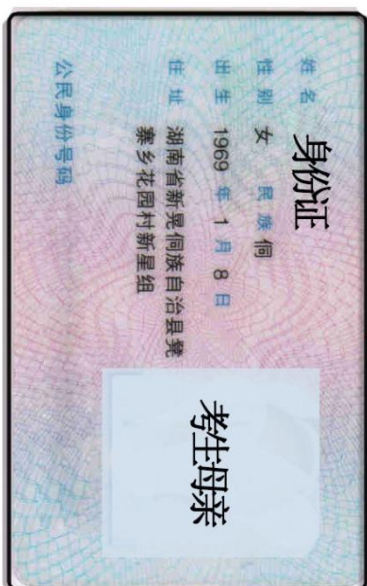 姓名 身份证
性别 女 民族 侗
出生 1969 年 1 月 8 日
住址 湖南省新晃侗族自治县凳
寨乡花园村新星组
公民身份号码
考生母亲